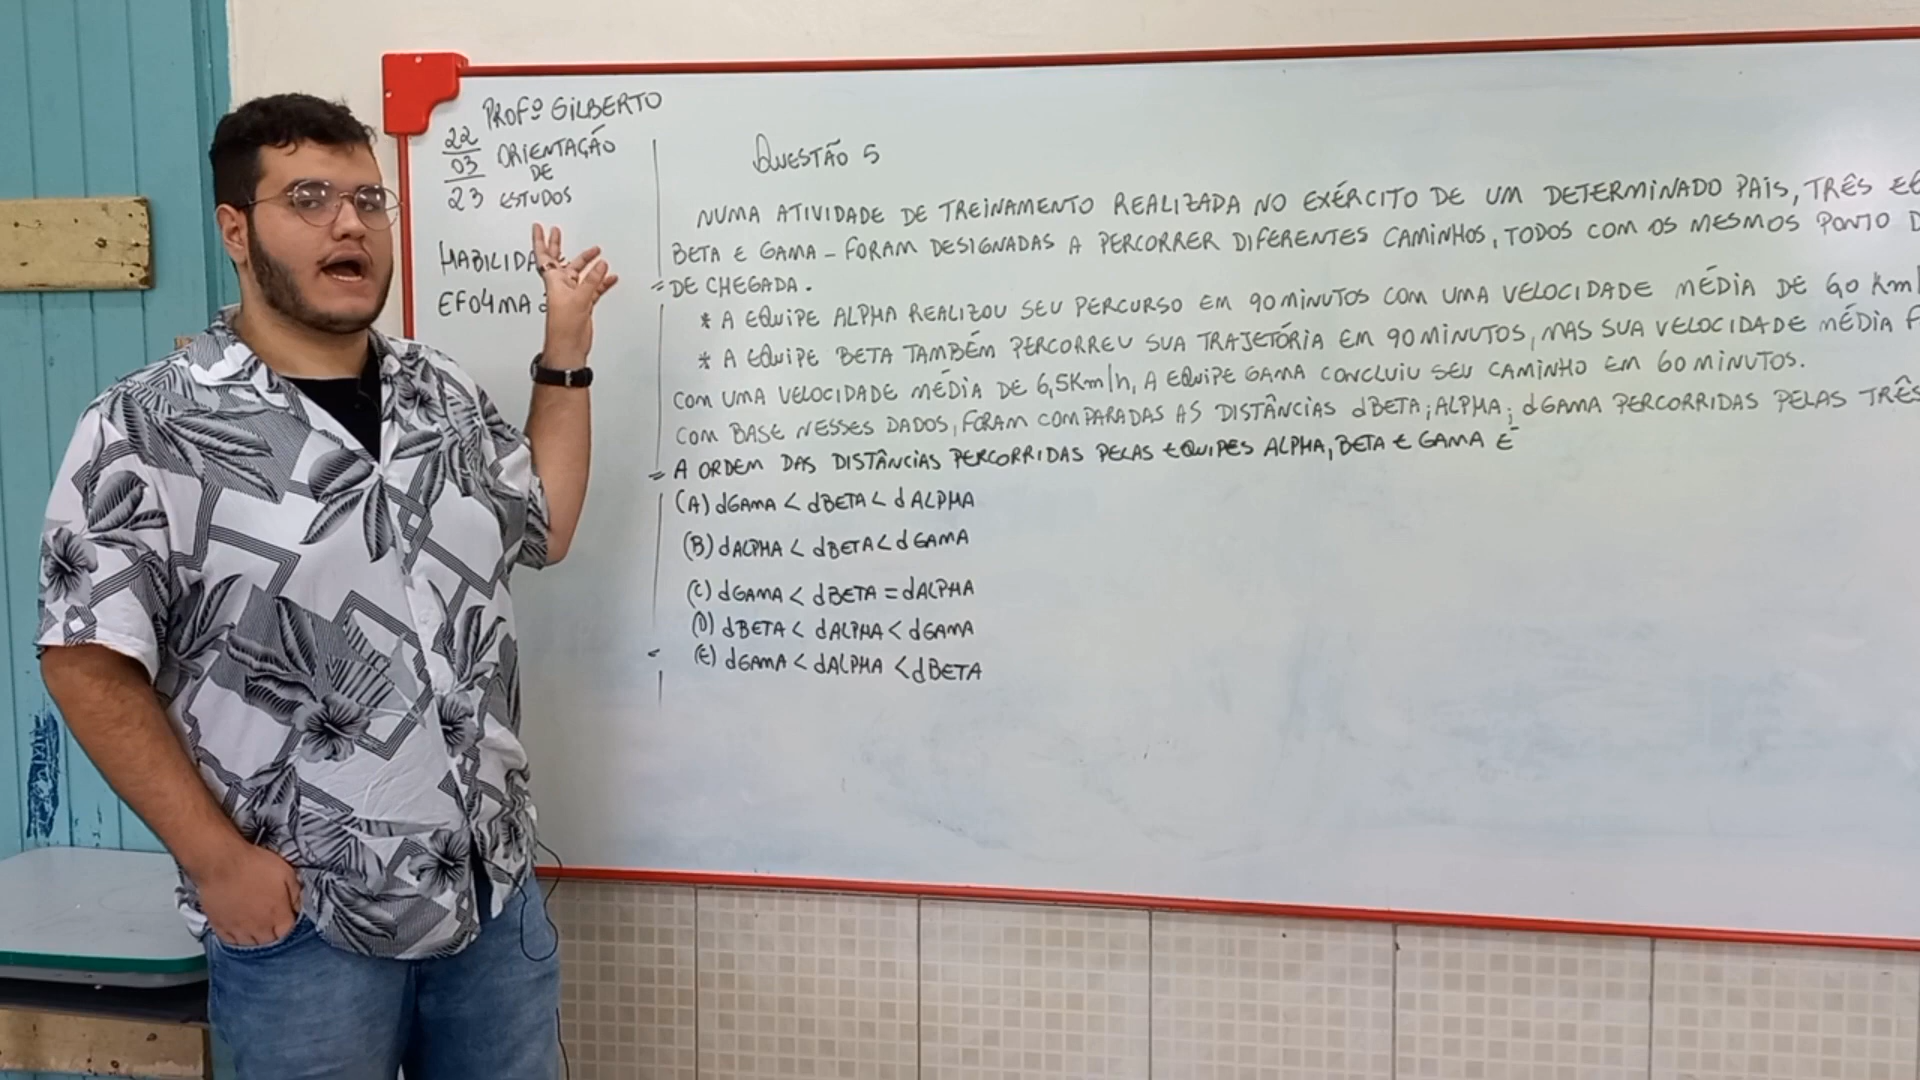 PROFº GILBERTO
22
03
23
ORIENTAÇÃO
DE
ESTUDOS
EF04MA
QUESTÃO 5
NUMA ATIVIDADE DE TREINAMENTO REALIZADA NO EXÉRCITO DE UM DETERMINADO PAIS, TRÊS
BETA E GAMA - FORAM DESIGNADAS A PERCORRER DIFERENTES CAMINHOS, TODOS COM OS MESMOS PONTO D
DE CHEGADA.
* A EQUIPE ALPHA REALIZOU SEU PERCURSO EM 90 MINUTOS COM UMA VELOCIDADE MÉDIA DE 6,0 Km/
* A EQUIPE BETA TAMBÉM PERCORREU SUA TRAJETÓRIA EM 90 MINUTOS, MAS SUA VELOCIDADE MÉDIA F
COM UMA VELOCIDADE MÉDIA DE 6,5Km/h, A EQUIPE GAMA CONCLUIU SEU CAMINHO EM 60 MINUTOS.
COM BASE NESSES DADOS, FORAM COMPARADAS AS DISTÂNCIAS dBETA; ALPHA; dGAMA PERCORRIDAS PELAS TRÊS
A ORDEM DAS DISTÂNCIAS PERCORRIDAS PELAS EQUIPES ALPHA, BETA E GAMA É
(A) dGAMA < dBETA < dALPHA
(B) dALPHA < dBETA < dGAMA
(C) dGAMA < dBETA = dALPHA
(D) dBETA < dALPHA < dGAMA
(E) dGAMA < dALPHA < dBETA